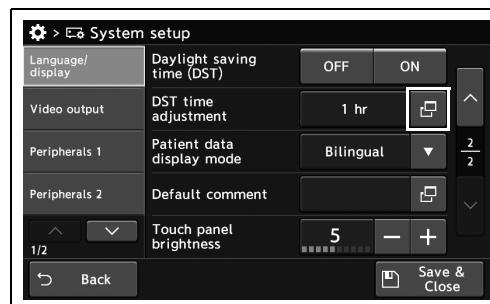 > System setup
Language/
display
Daylight saving
time (DST)
OFF
ON
Video output
DST time
adjustment
1 hr
Peripherals 1
Patient data
display mode
Bilingual
2
2
Peripherals 2
Default comment
1/2
Touch panel
brightness
5
Back
Save &
Close